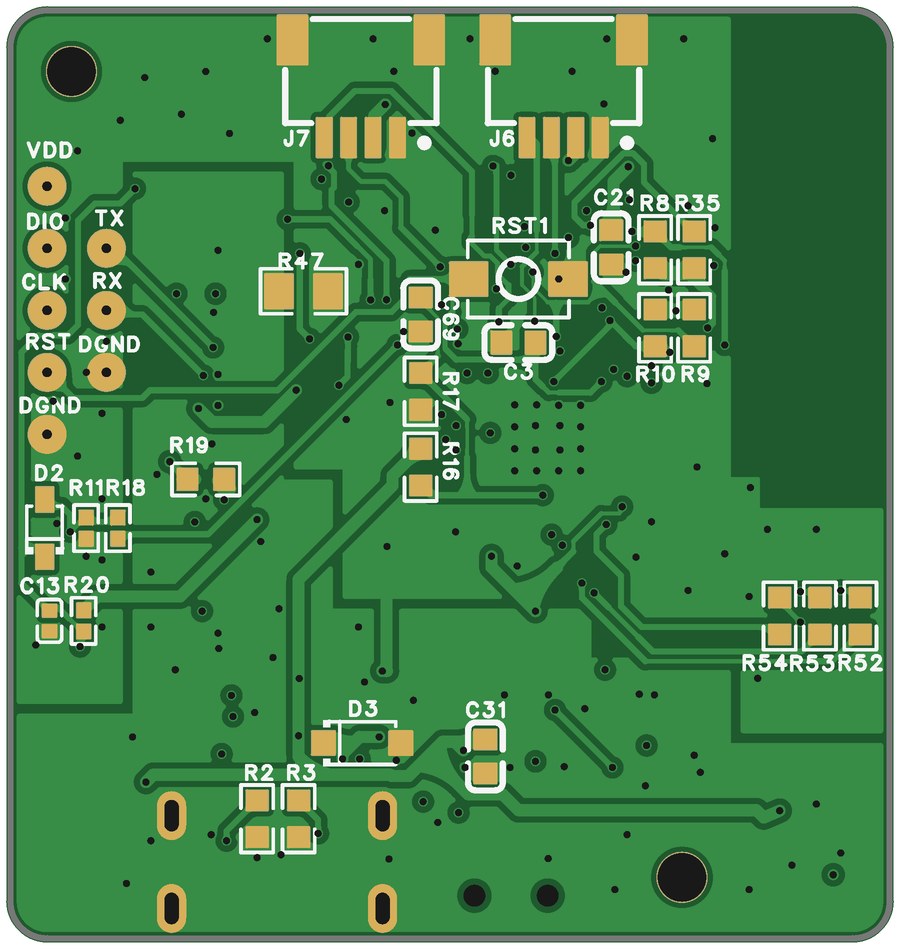 J7
J6
VDD
DIO
TX
C21
R8
R35
RST1
R47
CLK
RX
C69
RST
DGND
C3
R10
R9
DGND
R17
R19
R16
D2
R11
R18
C13
R20
R54
R53
R52
D3
C31
R2
R3